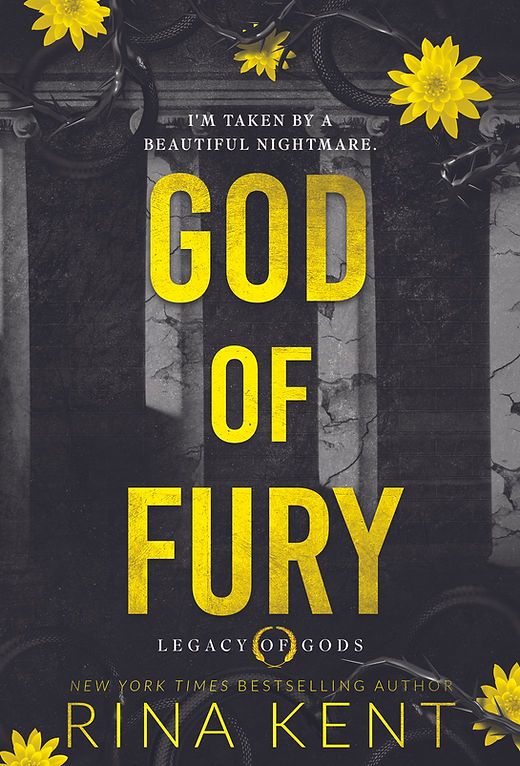 I'M TAKEN BY A
BEAUTIFUL NIGHTMARE.
GOD
OF
FURY
LEGACY OF GODS
NEW YORK TIMES BESTSELLING AUTHOR
RINA KENT